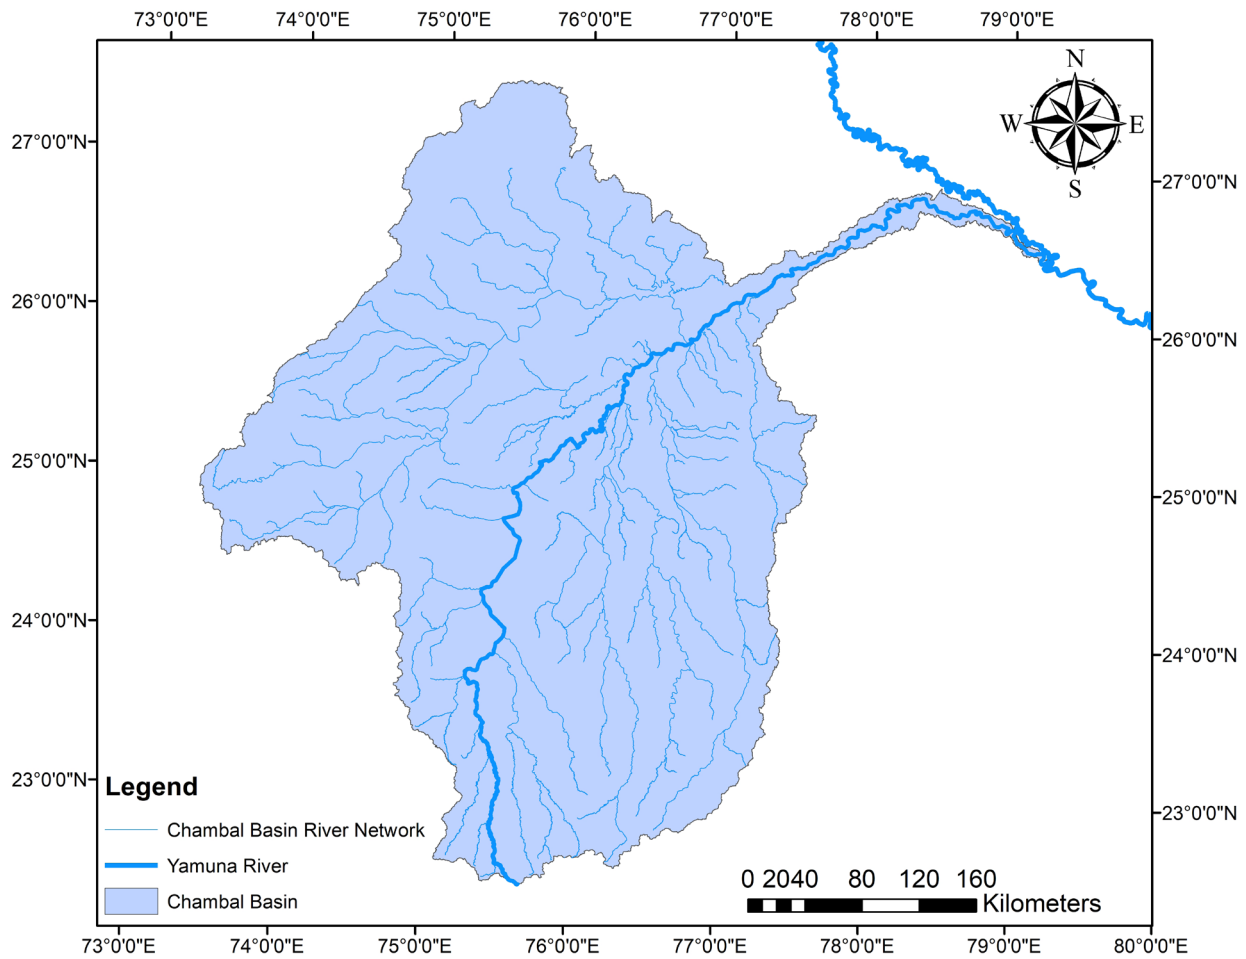 73°0'0"E 74°0'0"E 75°0'0"E 76°0'0"E 77°0'0"E 78°0'0"E 79°0'0"E
N
W E
S
27°0'0"N
27°0'0"N
26°0'0"N
26°0'0"N
25°0'0"N
25°0'0"N
24°0'0"N
24°0'0"N
23°0'0"N
23°0'0"N
Legend
Chambal Basin River Network
Yamuna River
Chambal Basin
0 20 40 80 120 160
Kilometers
73°0'0"E 74°0'0"E 75°0'0"E 76°0'0"E 77°0'0"E 78°0'0"E 79°0'0"E 80°0'0"E